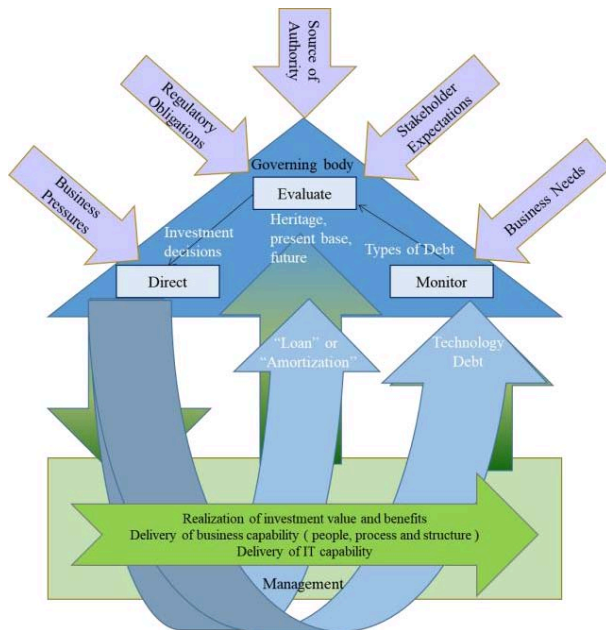 Source of
Authority
Regulatory
Obligations
Stakeholder
Expectations
Business
Pressures
Business Needs
Governing body
Evaluate
Investment
decisions
Heritage,
present base,
future
Types of Debt
Direct
Monitor
“Loan” or
“Amortization”
Technology
Debt
Realization of investment value and benefits
Delivery of business capability ( people, process and structure )
Delivery of IT capability
Management